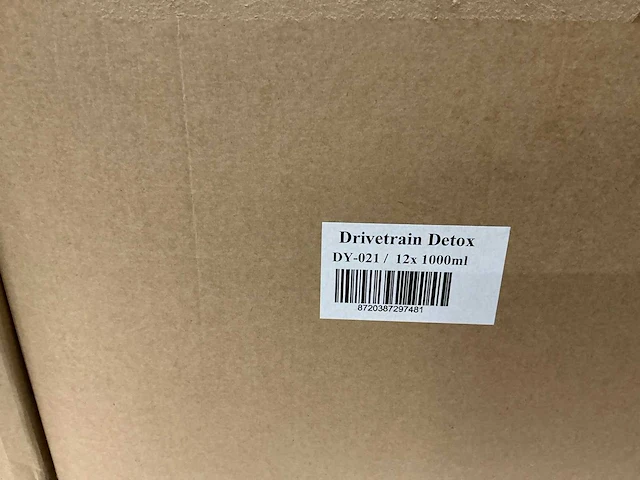 Drivetrain Detox
DY-021 / 12x 1000ml
8720387297481